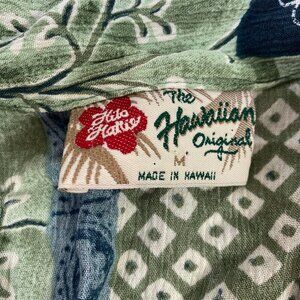 Hilo
Hattie
The
Hawaiian
Original
M
MADE IN HAWAII